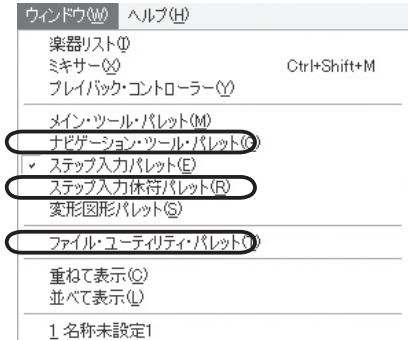 ウィンドウ(W) ヘルプ(H)
楽器リスト(I)
ミキサー(X) Ctrl+Shift+M
プレイバック・コントローラー(Y)
メイン・ツール・パレット(M)
ナビゲーション・ツール・パレット
✓ ステップ入力パレット(E)
ステップ入力休符パレット(R)
変形図形パレット(S)
ファイル・ユーティリティ・パレット
重ねて表示(C)
並べて表示(L)
1 名称未設定1